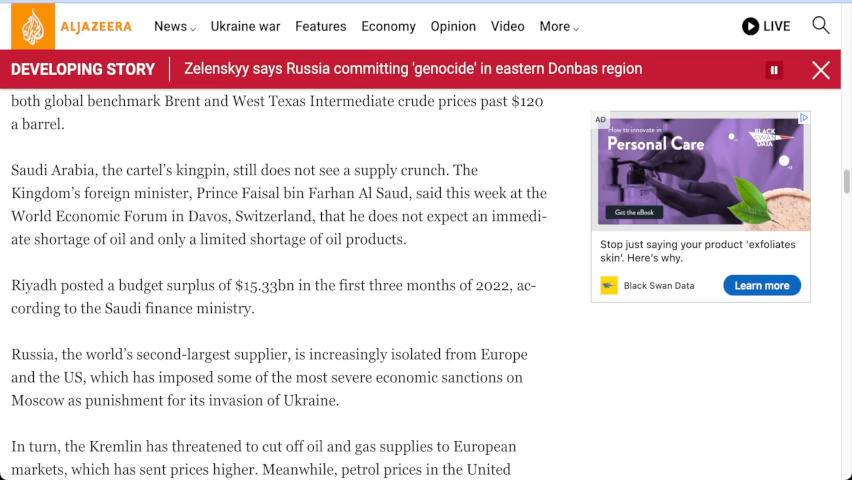 ALJAZEERA
News
Ukraine war
Features
Economy
Opinion
Video
More
LIVE
DEVELOPING STORY
Zelenskyy says Russia committing 'genocide' in eastern Donbas region
both global benchmark Brent and West Texas Intermediate crude prices past $120
a barrel.
Saudi Arabia, the cartel’s kingpin, still does not see a supply crunch. The
Kingdom’s foreign minister, Prince Faisal bin Farhan Al Saud, said this week at the
World Economic Forum in Davos, Switzerland, that he does not expect an immedi-
ate shortage of oil and only a limited shortage of oil products.
Riyadh posted a budget surplus of $15.33bn in the first three months of 2022, ac-
cording to the Saudi finance ministry.
Russia, the world’s second-largest supplier, is increasingly isolated from Europe
and the US, which has imposed some of the most severe economic sanctions on
Moscow as punishment for its invasion of Ukraine.
In turn, the Kremlin has threatened to cut off oil and gas supplies to European
markets, which has sent prices higher. Meanwhile, petrol prices in the United
AD
How to innovate in
Personal Care
BLACK
SWAN
DATA
Get the eBook
Stop just saying your product 'exfoliates
skin'. Here's why.
Black Swan Data
Learn more